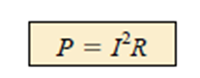 P = I²R